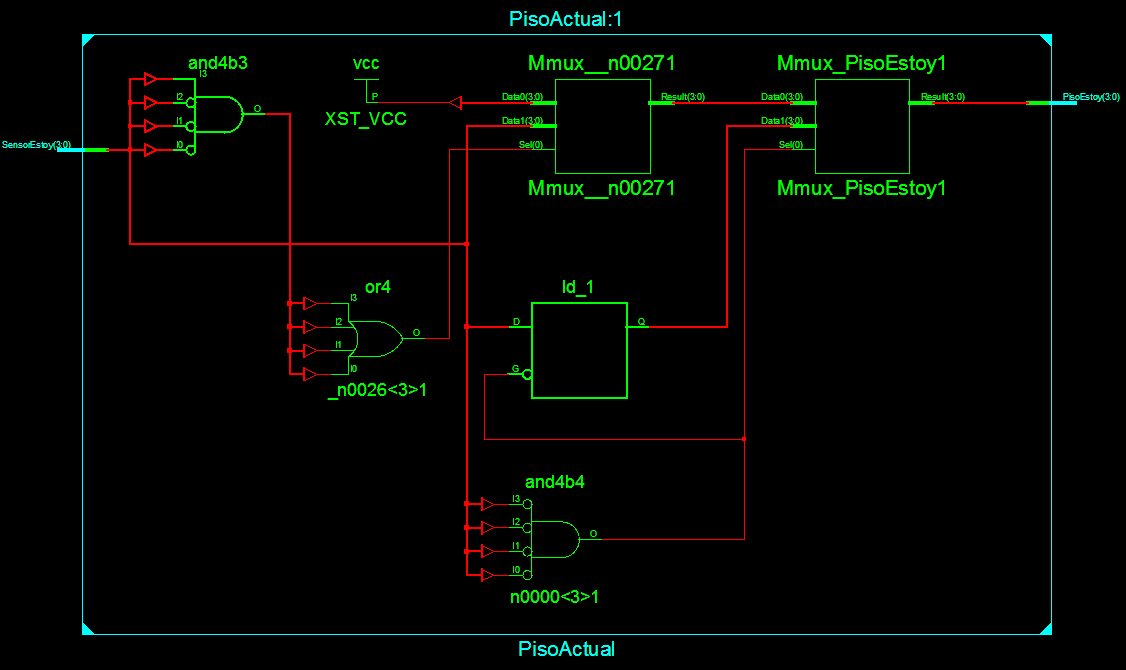 PisoActual:1
and4b3
I3
I2
I1
I0
O
SensorEstoy(3:0)
vcc
P
XST_VCC
Mmux__n00271
Data0(3:0)
Data1(3:0)
Sel(0)
Result(3:0)
Mmux__n00271
Mmux_PisoEstoy1
Data0(3:0)
Data1(3:0)
Sel(0)
Result(3:0)
Mmux_PisoEstoy1
PisoEstoy(3:0)
or4
I3
I2
I1
I0
O
_n0026<3>1
ld_1
D
G
Q
and4b4
I3
I2
I1
I0
O
n0000<3>1
PisoActual